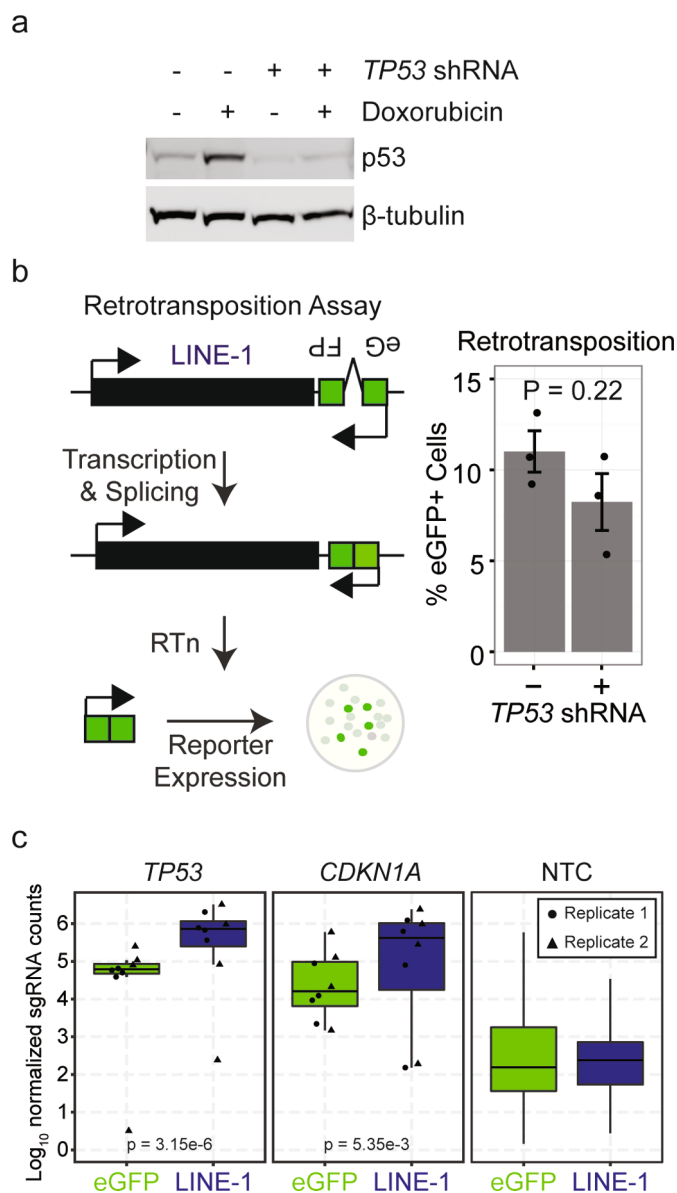 a
- - + + TP53 shRNA
- + - + Doxorubicin
p53
β-tubulin
b
Retrotransposition Assay
LINE-1
eG
FP
Transcription
& Splicing
RTn
Reporter
Expression
Retrotransposition
P = 0.22
% eGFP+ Cells
15
10
5
0
− +
TP53 shRNA
c
TP53 CDKN1A NTC
Replicate 1
Replicate 2
Log10 normalized sgRNA counts
6
5
4
3
2
1
0
p = 3.15e-6
p = 5.35e-3
eGFP LINE-1 eGFP LINE-1 eGFP LINE-1